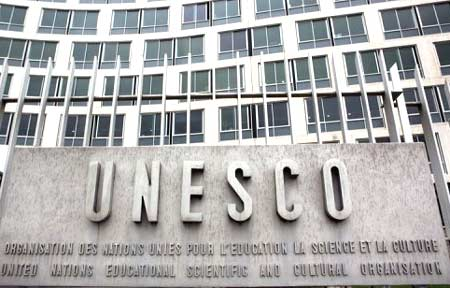 UNESCO
ORGANISATION DES NATIONS UNIES POUR L'EDUCATION LA SCIENCE ET LA CULTURE
UNITED NATIONS EDUCATIONAL SCIENTIFIC AND CULTURAL ORGANISATION